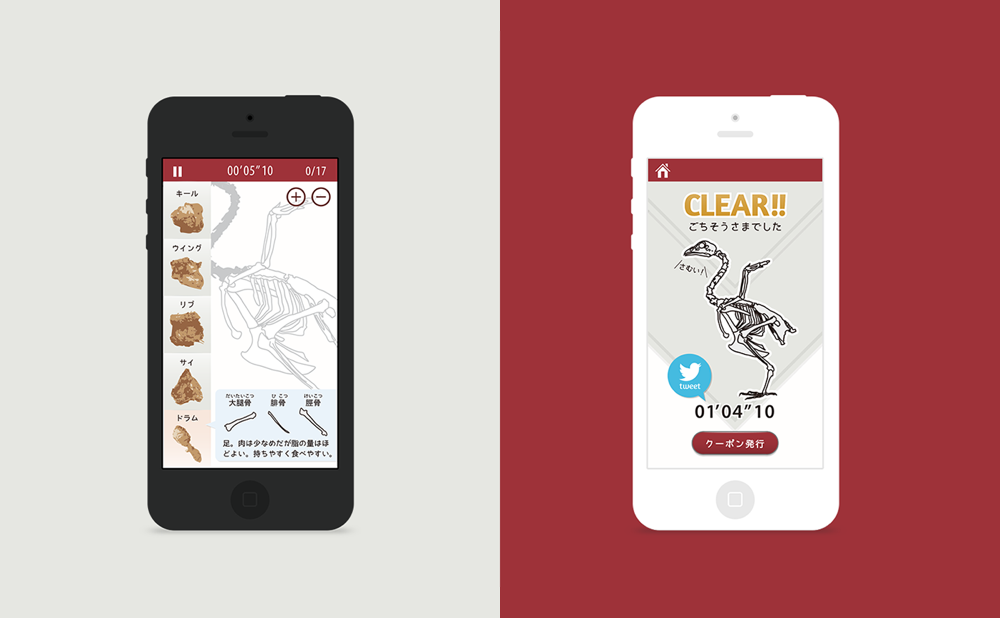 00'05"10
0/17
キール
ウイング
リブ
サイ
ドラム
だいたいこつ ひこつ けいこつ
大腿骨 腓骨 脛骨
足。肉は少なめだが脂の量はほ
どよい。持ちやすく食べやすい。
CLEAR!!
ごちそうさまでした
さむい
tweet
01'04"10
クーポン発行